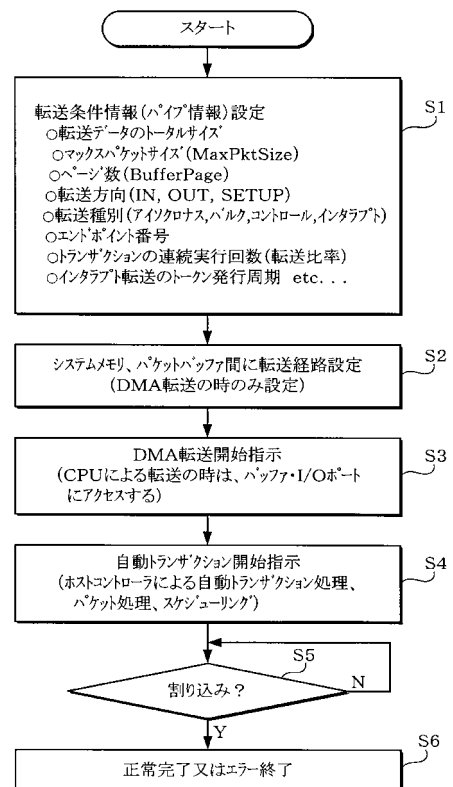 スタート
転送条件情報(パイプ情報)設定
○転送データのトータルサイズ
○マックスパケットサイズ(MaxPktSize)
○ページ数(BufferPage)
○転送方向(IN, OUT, SETUP)
○転送種別(アイソクロナス,バルク,コントロール,インタラプト)
○エンドポイント番号
○トランザクションの連続実行回数(転送比率)
○インタラプト転送のトークン発行周期 etc...
S1
システムメモリ、パケットバッファ間に転送経路設定
(DMA転送の時のみ設定)
S2
DMA転送開始指示
(CPUによる転送の時は、バッファ・I/Oポート
にアクセスする)
S3
自動トランザクション開始指示
(ホストコントローラによる自動トランザクション処理、
パケット処理、スケジューリング)
S4
S5
割り込み?
N
Y
正常完了又はエラー終了
S6